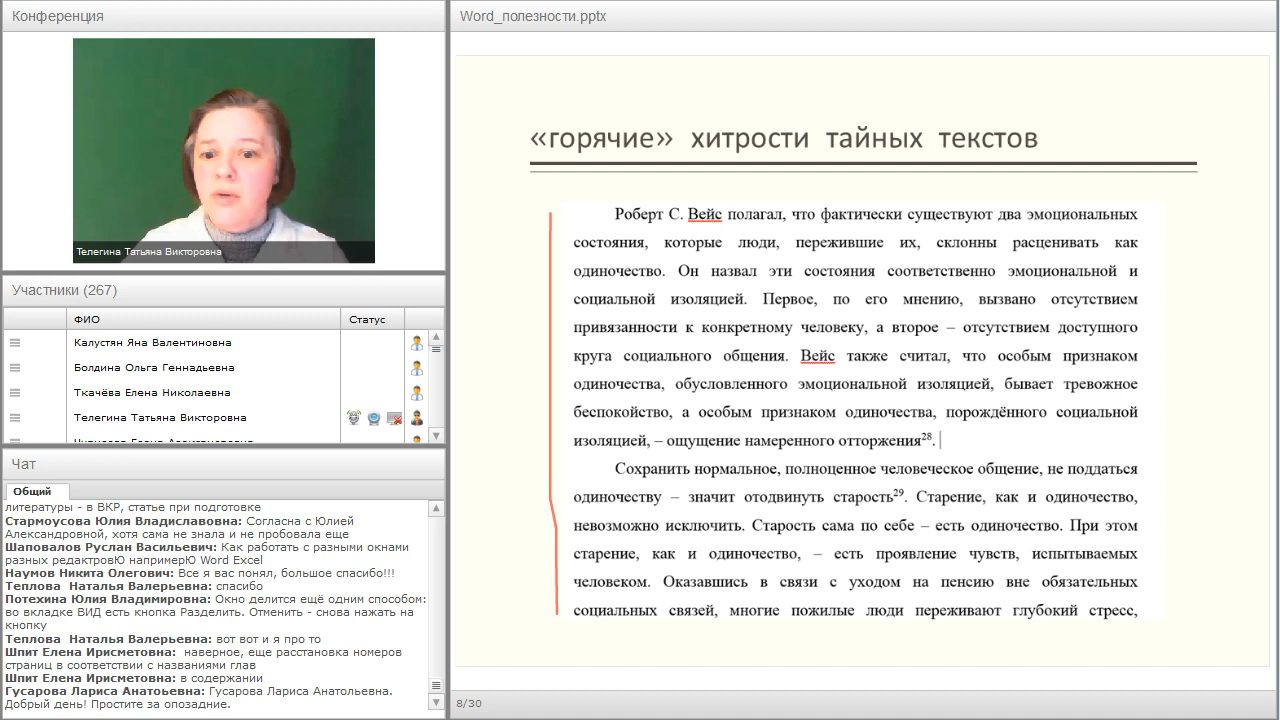 Конференция
Телегина Татьяна Викторовна
Участники (267)
ФИО Статус
Калустян Яна Валентиновна
Болдина Ольга Геннадьевна
Ткачёва Елена Николаевна
Телегина Татьяна Викторовна
Чат
Общий
литературы - в ВКР, статье при подготовке
Стармоусова Юлия Владиславовна: Согласна с Юлией
Александровной, хотя сама не знала и не пробовала еще
Шаповалов Руслан Васильевич: Как работать с разными окнами
разных редактровЮ напримерЮ Word Excel
Наумов Никита Олегович: Все я вас понял, большое спасибо!!!
Теплова Наталья Валерьевна: спасибо
Потехина Юлия Владимировна: Окно делится ещё одним способом:
во вкладке ВИД есть кнопка Разделить. Отменить - снова нажать на
кнопку
Теплова Наталья Валерьевна: вот вот и я про то
Шпит Елена Ирисметовна: наверное, еще расстановка номеров
страниц в соответствии с названиями глав
Шпит Елена Ирисметовна: в содержании
Гусарова Лариса Анатоьевна: Гусарова Лариса Анатольевна.
Добрый день! Простите за опозадние.
Word_полезности.pptx
«горячие» хитрости тайных текстов
Роберт С. Вейс полагал, что фактически существуют два эмоциональных
состояния, которые люди, пережившие их, склонны расценивать как
одиночество. Он назвал эти состояния соответственно эмоциональной и
социальной изоляцией. Первое, по его мнению, вызвано отсутствием
привязанности к конкретному человеку, а второе – отсутствием доступного
круга социального общения. Вейс также считал, что особым признаком
одиночества, обусловленного эмоциональной изоляцией, бывает тревожное
беспокойство, а особым признаком одиночества, порождённого социальной
изоляцией, – ощущение намеренного отторжения²⁸.
Сохранить нормальное, полноценное человеческое общение, не поддаться
одиночеству – значит отодвинуть старость²⁹. Старение, как и одиночество,
невозможно исключить. Старость сама по себе – есть одиночество. При этом
старение, как и одиночество, – есть проявление чувств, испытываемых
человеком. Оказавшись в связи с уходом на пенсию вне обязательных
социальных связей, многие пожилые люди переживают глубокий стресс,
8/30